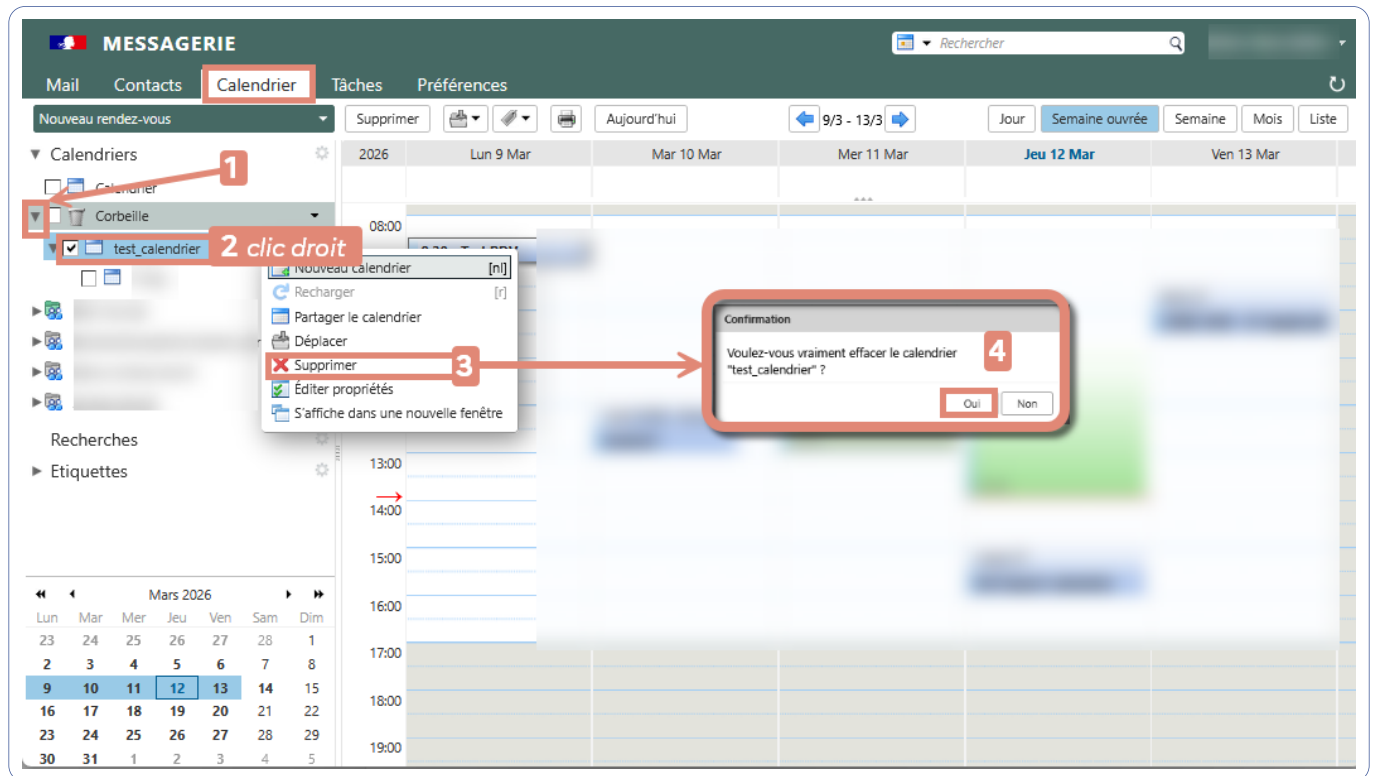 MESSAGERIE
Rechercher
Mail Contacts Calendrier Tâches Préférences
Nouveau rendez-vous Supprimer Aujourd'hui 9/3 - 13/3 Jour Semaine ouvrée Semaine Mois Liste
Calendriers
1
2026 Lun 9 Mar Mar 10 Mar Mer 11 Mar Jeu 12 Mar Ven 13 Mar
Calendrier
Corbeille
08:00
test_calendrier
2 clic droit
Nouveau calendrier [nl]
Recharger [r]
Partager le calendrier
Déplacer
Supprimer
3
Éditer propriétés
S'affiche dans une nouvelle fenêtre
Confirmation
Voulez-vous vraiment effacer le calendrier
"test_calendrier" ?
4
Oui Non
Recherches
Etiquettes
13:00
14:00
15:00
16:00
17:00
18:00
19:00
Mars 2026
Lun Mar Mer Jeu Ven Sam Dim
23 24 25 26 27 28 1
2 3 4 5 6 7 8
9 10 11 12 13 14 15
16 17 18 19 20 21 22
23 24 25 26 27 28 29
30 31 1 2 3 4 5